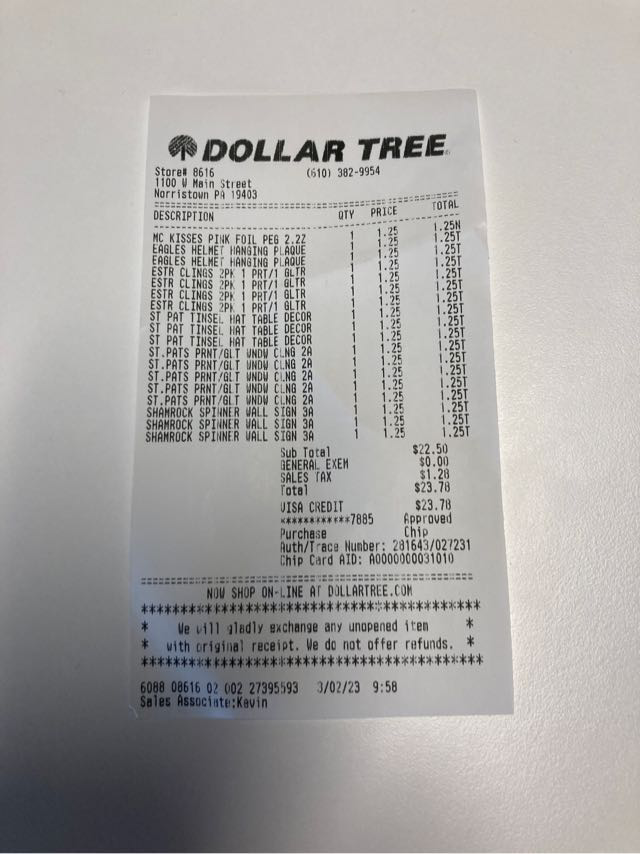 DOLLAR TREE
Store# 8616 (610) 382-9954
1100 W Main Street
Norristown PA 19403
DESCRIPTION QTY PRICE TOTAL
MC KISSES PINK FOIL PEG 2.2Z 1 1.25 1.25N
EAGLES HELMET HANGING PLAQUE 1 1.25 1.25T
EAGLES HELMET HANGING PLAQUE 1 1.25 1.25T
ESTR CLINGS 2PK 1 PRT/1 GLTR 1 1.25 1.25T
ESTR CLINGS 2PK 1 PRT/1 GLTR 1 1.25 1.25T
ESTR CLINGS 2PK 1 PRT/1 GLTR 1 1.25 1.25T
ESTR CLINGS 2PK 1 PRT/1 GLTR 1 1.25 1.25T
ST PAT TINSEL HAT TABLE DECOR 1 1.25 1.25T
ST PAT TINSEL HAT TABLE DECOR 1 1.25 1.25T
ST PAT TINSEL HAT TABLE DECOR 1 1.25 1.25T
ST.PATS PRNT/GLT WNDW CLNG 2A 1 1.25 1.25T
ST.PATS PRNT/GLT WNDW CLNG 2A 1 1.25 1.25T
ST.PATS PRNT/GLT WNDW CLNG 2A 1 1.25 1.25T
ST.PATS PRNT/GLT WNDW CLNG 2A 1 1.25 1.25T
ST.PATS PRNT/GLT WNDW CLNG 2A 1 1.25 1.25T
SHAMROCK SPINNER WALL SIGN 3A 1 1.25 1.25T
SHAMROCK SPINNER WALL SIGN 3A 1 1.25 1.25T
SHAMROCK SPINNER WALL SIGN 3A 1 1.25 1.25T
Sub Total $22.50
GENERAL EXEM $0.00
SALES TAX $1.28
Total $23.78
VISA CREDIT $23.78
************7885 Approved
Purchase Chip
Auth/Trace Number: 281643/027231
Chip Card AID: A0000000031010
NOW SHOP ON-LINE AT DOLLARTREE.COM
************************************************
* We will gladly exchange any unopened item *
* with original receipt. We do not offer refunds. *
************************************************
6088 08616 02 002 27395593 3/02/23 9:58
Sales Associate:Kevin